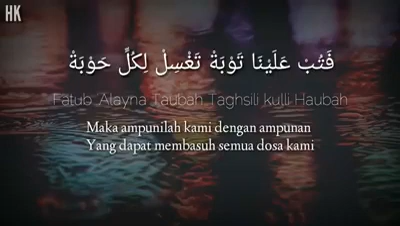 HK
فَتُبْ عَلَيْنَا تَوْبَةْ تَغْسِلْ لِكُلِّ حَوْبَةْ
Fatub 'Alayna Taubah Taghsili kulli Haubah
Maka ampunilah kami dengan ampunan
Yang dapat membasuh semua dosa kami